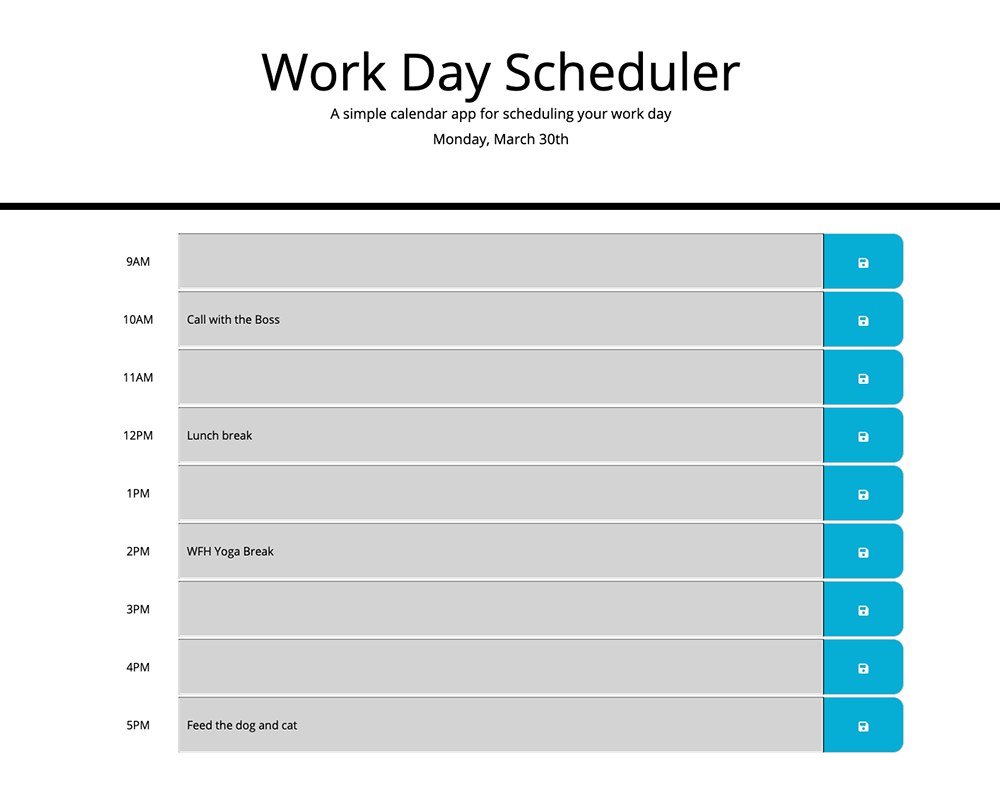 Work Day Scheduler
A simple calendar app for scheduling your work day
Monday, March 30th
9AM
10AM Call with the Boss
11AM
12PM Lunch break
1PM
2PM WFH Yoga Break
3PM
4PM
5PM Feed the dog and cat